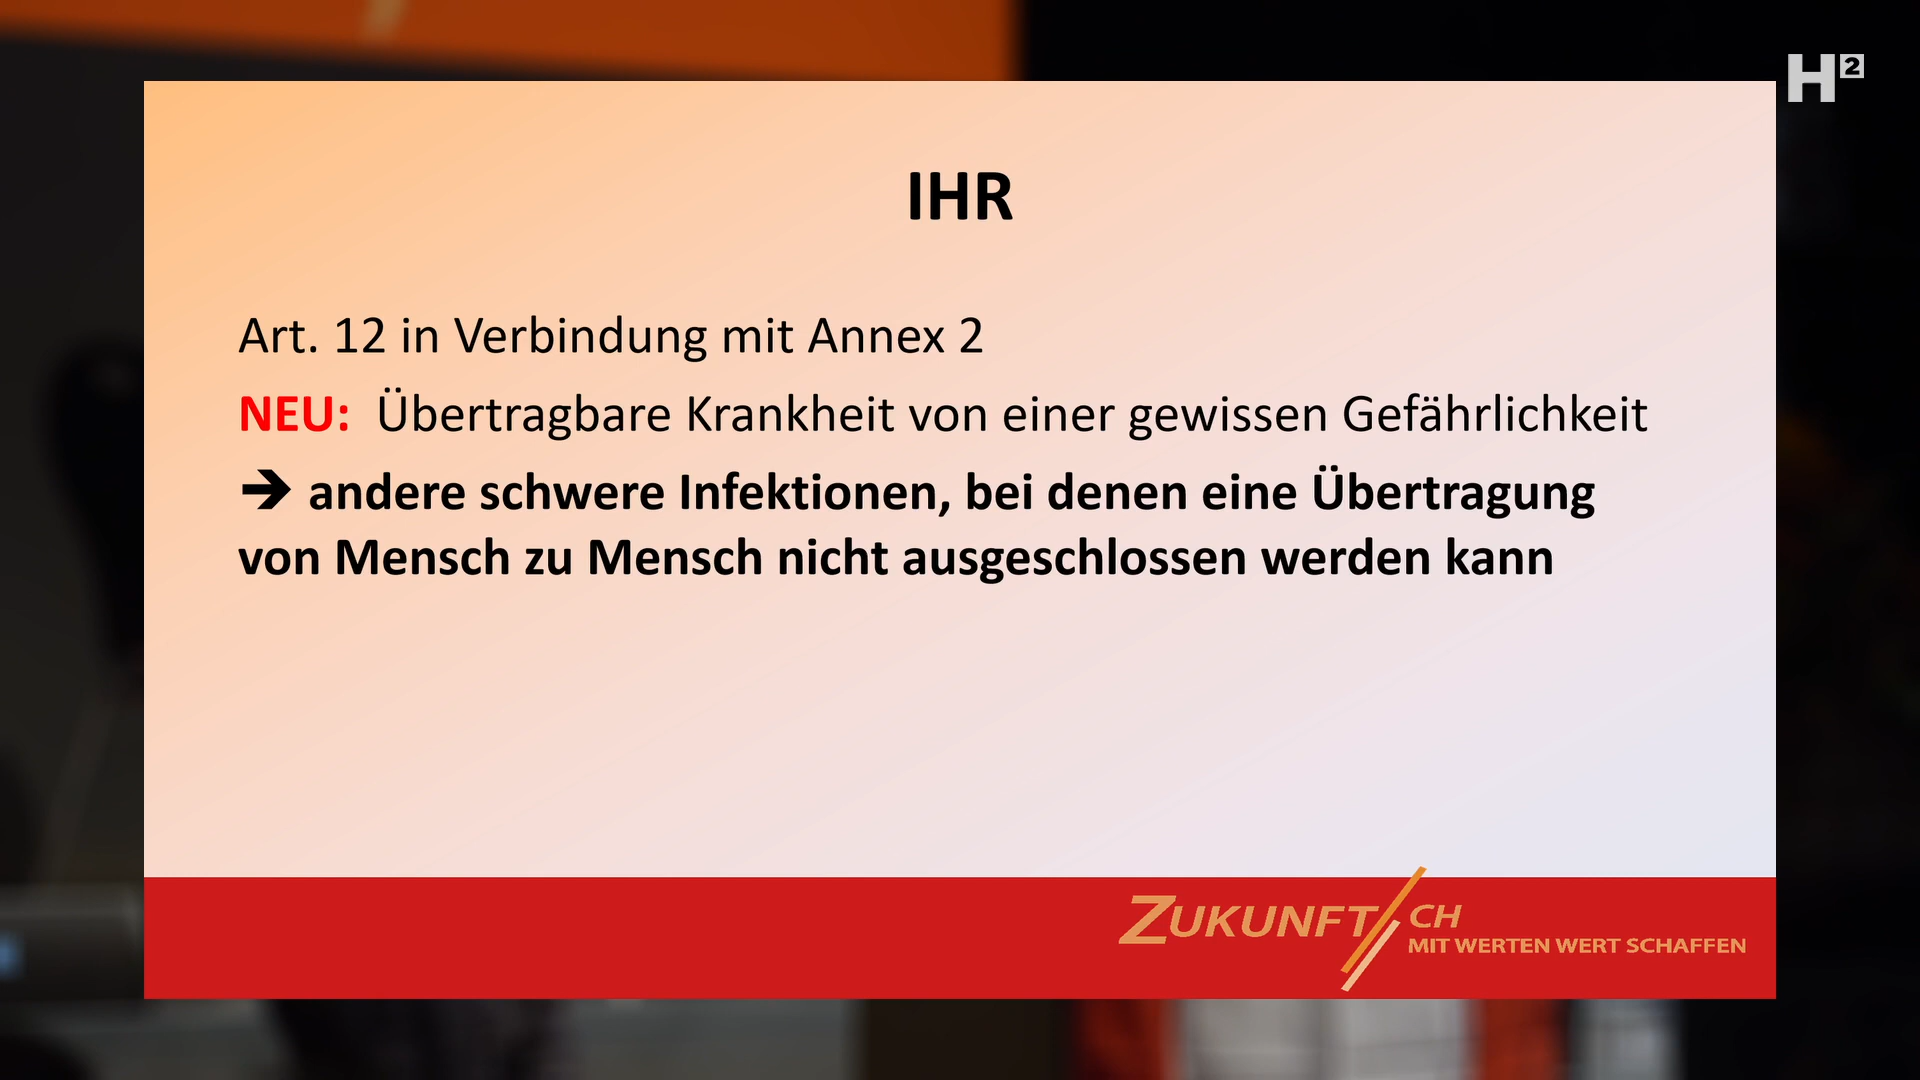 H²
IHR
Art. 12 in Verbindung mit Annex 2
NEU: Übertragbare Krankheit von einer gewissen Gefährlichkeit
➔ andere schwere Infektionen, bei denen eine Übertragung
von Mensch zu Mensch nicht ausgeschlossen werden kann
ZUKUNFT CH
MIT WERTEN WERT SCHAFFEN